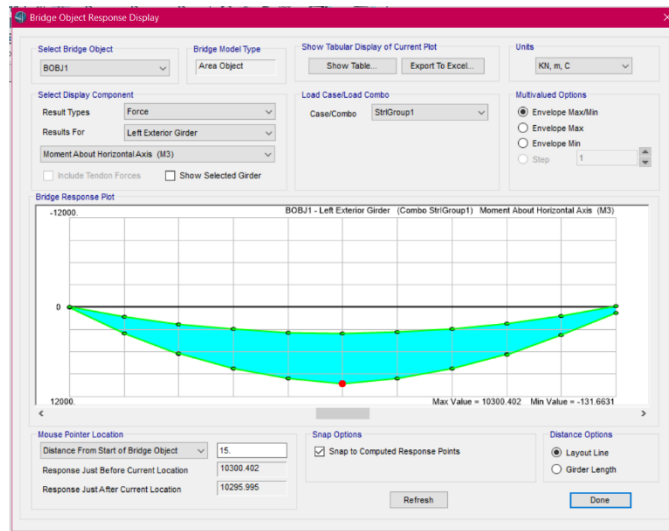 Bridge Object Response Display
Select Bridge Object
BOBJ1
Bridge Model Type
Area Object
Show Tabular Display of Current Plot
Show Table...
Export To Excel...
Units
KN, m, C
Select Display Component
Result Types
Force
Results For
Left Exterior Girder
Moment About Horizontal Axis (M3)
Include Tendon Forces
Show Selected Girder
Load Case/Load Combo
Case/Combo
StrlGroup1
Multivalued Options
Envelope Max/Min
Envelope Max
Envelope Min
Step
1
Bridge Response Plot
-12000.
BOBJ1 - Left Exterior Girder (Combo StrlGroup1) Moment About Horizontal Axis (M3)
0
12000.
Max Value = 10300.402 Min Value = -131.6631
Mouse Pointer Location
Distance From Start of Bridge Object
15.
Response Just Before Current Location
10300.402
Response Just After Current Location
10295.995
Snap Options
Snap to Computed Response Points
Distance Options
Layout Line
Girder Length
Refresh
Done